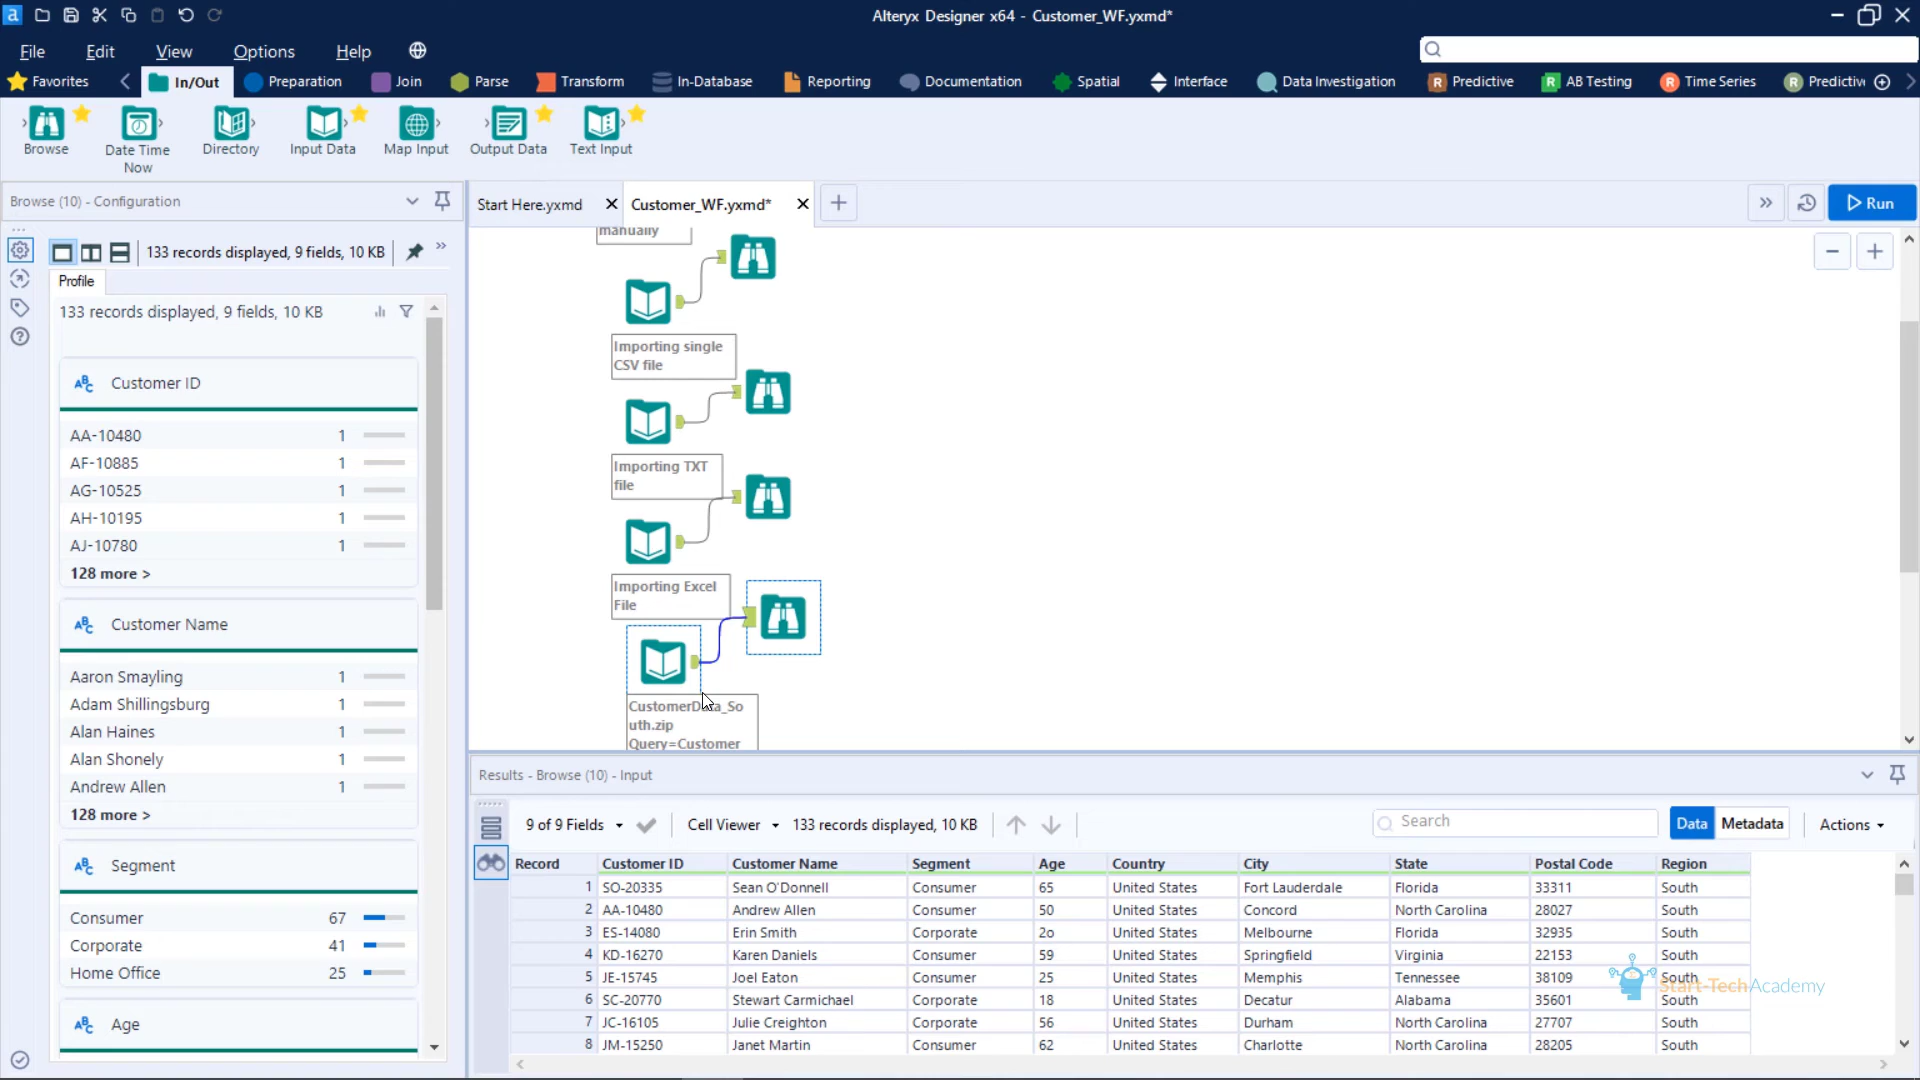 Alteryx Designer x64 - Customer_WF.yxmd*
File Edit View Options Help
Favorites In/Out Preparation Join Parse Transform In-Database Reporting Documentation Spatial Interface Data Investigation Predictive AB Testing Time Series Predictiv
Browse Date Time Now Directory Input Data Map Input Output Data Text Input
Browse (10) - Configuration
Start Here.yxmd Customer_WF.yxmd* Run
133 records displayed, 9 fields, 10 KB
Profile
133 records displayed, 9 fields, 10 KB
Customer ID
AA-10480 1
AF-10885 1
AG-10525 1
AH-10195 1
AJ-10780 1
128 more >
Customer Name
Aaron Smayling 1
Adam Shillingsburg 1
Alan Haines 1
Alan Shonely 1
Andrew Allen 1
128 more >
Segment
Consumer 67
Corporate 41
Home Office 25
Age
manually
Importing single
CSV file
Importing TXT
file
Importing Excel
File
CustomerData_So
uth.zip
Query=Customer
Results - Browse (10) - Input
9 of 9 Fields Cell Viewer 133 records displayed, 10 KB Search Data Metadata Actions
Record Customer ID Customer Name Segment Age Country City State Postal Code Region
1 SO-20335 Sean O'Donnell Consumer 65 United States Fort Lauderdale Florida 33311 South
2 AA-10480 Andrew Allen Consumer 50 United States Concord North Carolina 28027 South
3 ES-14080 Erin Smith Corporate 2o United States Melbourne Florida 32935 South
4 KD-16270 Karen Daniels Consumer 59 United States Springfield Virginia 22153 South
5 JE-15745 Joel Eaton Consumer 25 United States Memphis Tennessee 38109 South
6 SC-20770 Stewart Carmichael Corporate 18 United States Decatur Alabama 35601 South
7 JC-16105 Julie Creighton Corporate 56 United States Durham North Carolina 27707 South
8 JM-15250 Janet Martin Consumer 62 United States Charlotte North Carolina 28205 South
Start-TechAcademy